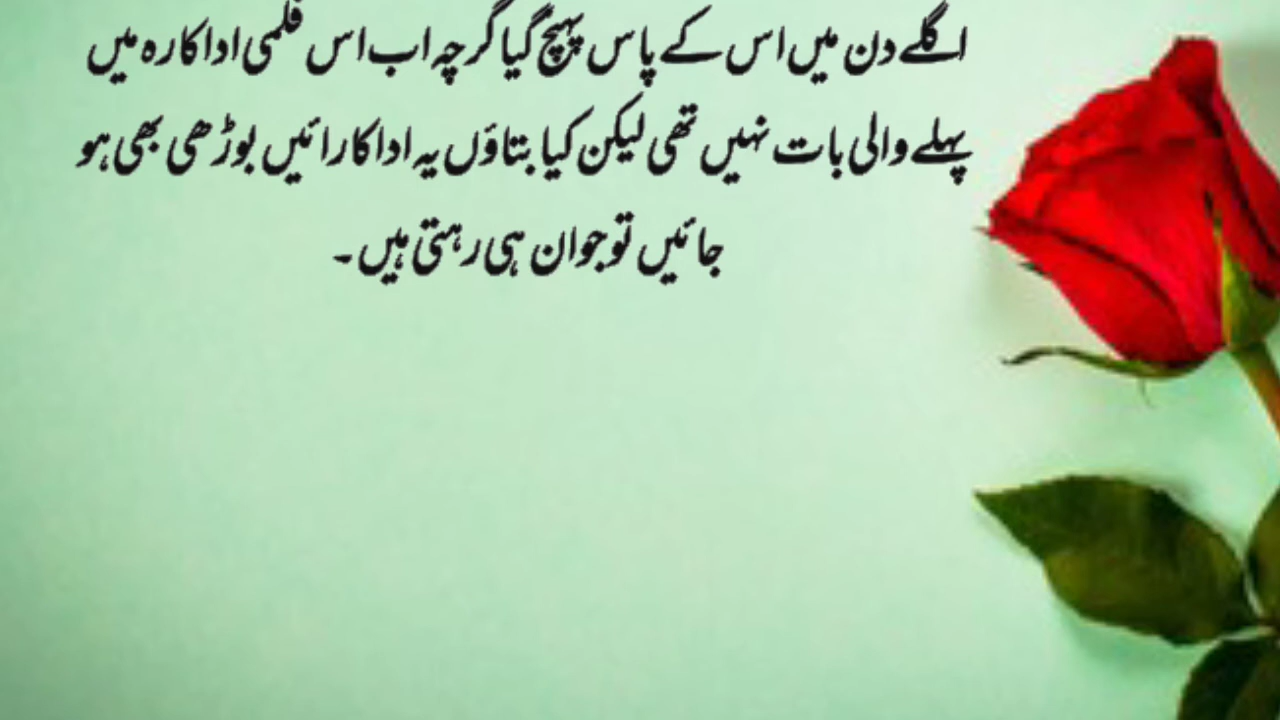 اگلے دن میں اس کے پاس پہنچ گیا گرچہ اب اس فلمی اداکارہ میں
پہلے والی بات نہیں تھی لیکن کیا بتاؤں یہ اداکارائیں بوڑھی بھی ہو
جائیں تو جوان ہی رہتی ہیں۔